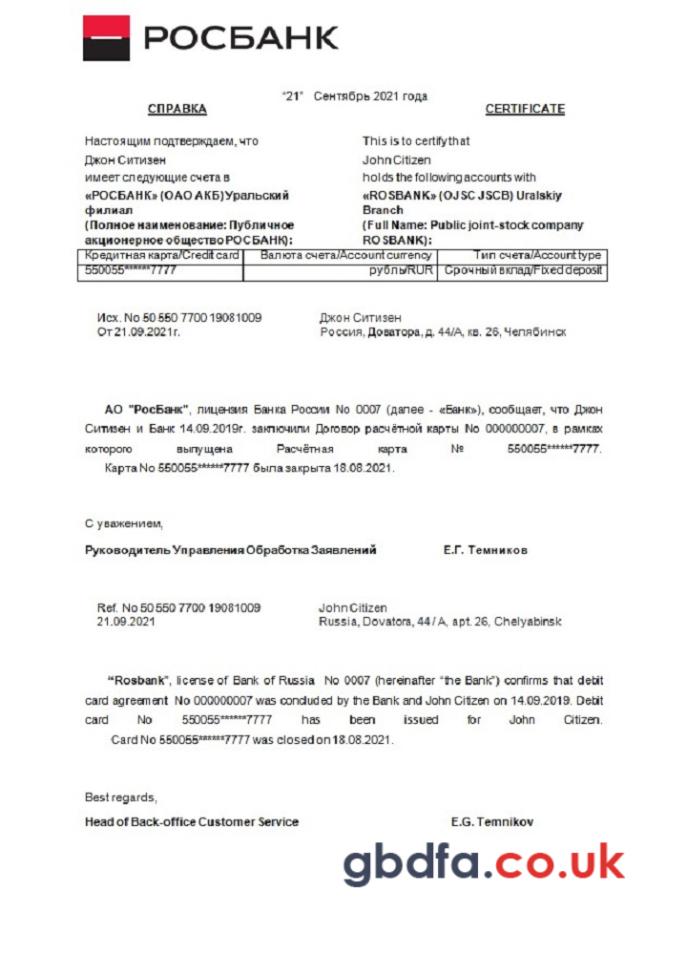 РОСБАНК
“21” Сентябрь 2021 года
СПРАВКА
CERTIFICATE
Настоящим подтверждаем, что
Джон Ситизен
имеет следующие счета в
«РОСБАНК» (ОАО АКБ) Уральский
филиал
(Полное наименование: Публичное
акционерное общество РОСБАНК):
This is to certify that
John Citizen
holds the following accounts with
«ROSBANK» (OJSC JSCB) Uralskiy
Branch
(Full Name: Public joint-stock company
ROSBANK):
Кредитная карта/Credit card Валюта счета/Account currency Тип счета/Account type
550055******7777 рубль/RUR Срочный вклад/Fixed deposit
Исх. No 50 550 7700 19081009
От 21.09.2021г.
Джон Ситизен
Россия, Доватора, д. 44/А, кв. 26, Челябинск
АО "РосБанк", лицензия Банка России No 0007 (далее - «Банк»), сообщает, что Джон
Ситизен и Банк 14.09.2019г. заключили Договор расчётной карты No 000000007, в рамках
которого выпущена Расчётная карта № 550055******7777.
Карта No 550055******7777 была закрыта 18.08.2021.
С уважением,
Руководитель Управления Обработка Заявлений Е.Г. Темников
Ref. No 50 550 7700 19081009
21.09.2021
John Citizen
Russia, Dovatora, 44/ A, apt. 26, Chelyabinsk
“Rosbank”, license of Bank of Russia No 0007 (hereinafter “the Bank”) confirms that debit
card agreement No 000000007 was concluded by the Bank and John Citizen on 14.09.2019. Debit
card No 550055******7777 has been issued for John Citizen.
Card No 550055******7777 was closed on 18.08.2021.
Best regards,
Head of Back-office Customer Service E.G. Temnikov
gbdfa.co.uk